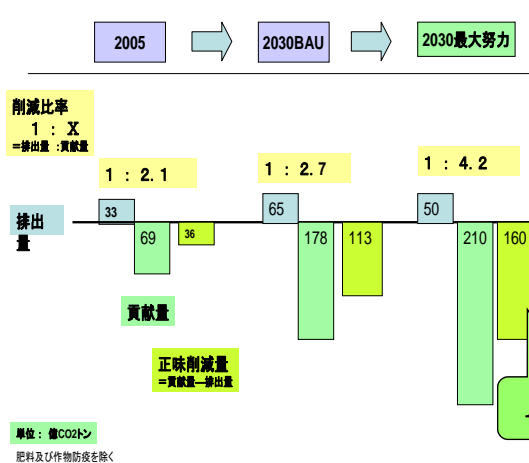 2005
2030BAU
2030最大努力
削減比率
1 : X
=排出量 :貢献量
1 : 2.1
1 : 2.7
1 : 4.2
排出
量
33
69
36
65
178
113
50
210
160
貢献量
正味削減量
=貢献量―排出量
単位: 億CO2トン
肥料及び作物防疫を除く